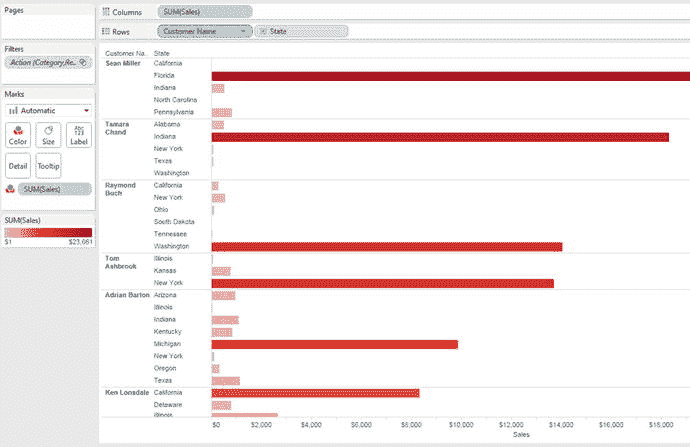 Pages
Columns SUM(Sales)
Rows Customer Name State
Filters
Action (Category,Re..
Marks
Automatic
Color Size Label
Detail Tooltip
SUM(Sales)
SUM(Sales)
$1 $23,661
Customer Na.. State
Sean Miller California
Florida
Indiana
North Carolina
Pennsylvania
Tamara Alabama
Chand Indiana
New York
Texas
Washington
Raymond California
Buch New York
Ohio
South Dakota
Tennessee
Washington
Tom Illinois
Ashbrook Kansas
New York
Adrian Barton Arizona
Illinois
Indiana
Kentucky
Michigan
New York
Oregon
Texas
Ken Lonsdale California
Delaware
Illinois
$0 $2,000 $4,000 $6,000 $8,000 $10,000 $12,000 $14,000 $16,000 $18,000
Sales